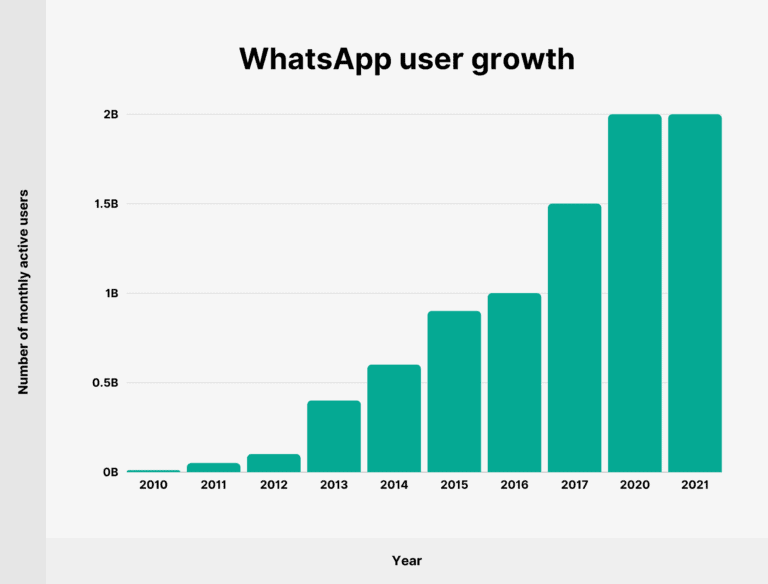 WhatsApp user growth
Number of monthly active users
2B
1.5B
1B
0.5B
0B
2010 2011 2012 2013 2014 2015 2016 2017 2020 2021
Year